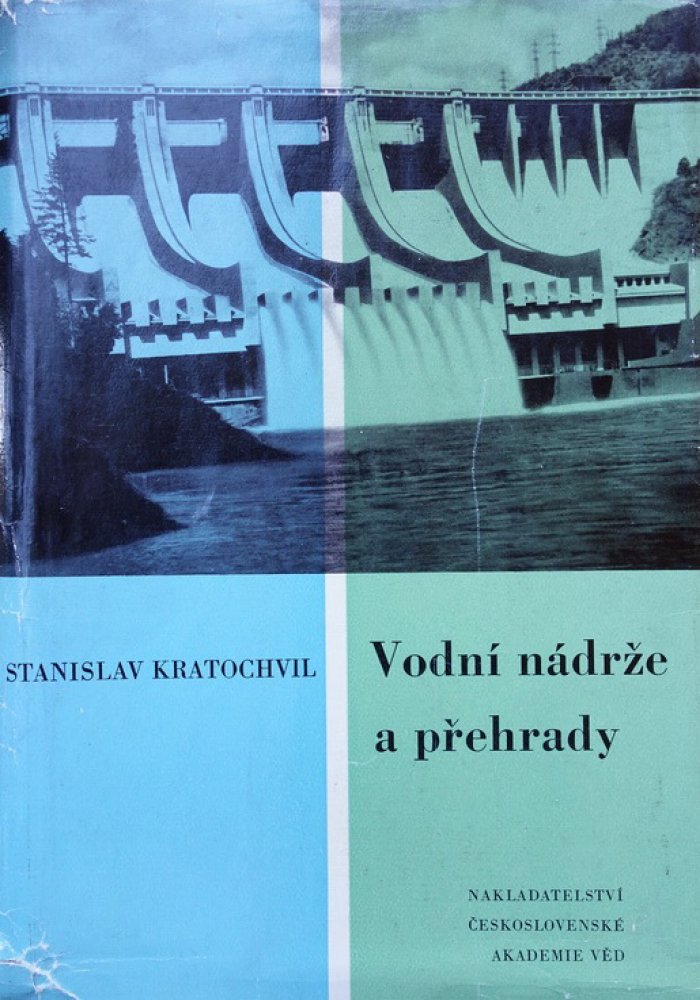 STANISLAV KRATOCHVIL
Vodní nádrže
a přehrady
NAKLADATELSTVÍ
ČESKOSLOVENSKÉ
AKADEMIE VĚD